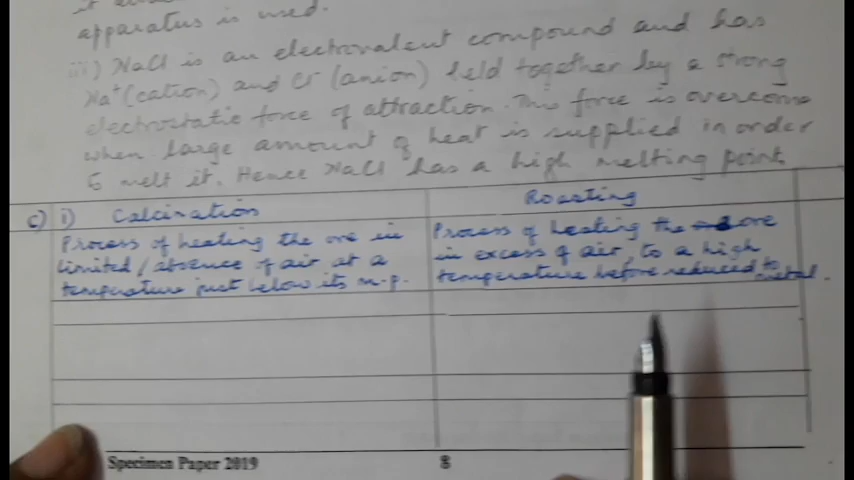 apparatus is used.
iii) NaCl is an electrovalent compound and has
Na⁺ (cation) and Cl⁻ (anion) held together by a strong
electrostatic force of attraction. This force is overcome
when large amount of heat is supplied in order
to melt it. Hence NaCl has a high melting point
c) i) Calcination
Process of heating the ore in
limited/absence of air at a
temperature just below its m.p.
Roasting
Process of heating the ore
in excess of air, to a high
temperature before reduced to
metal.
Specimen Paper 2019
8